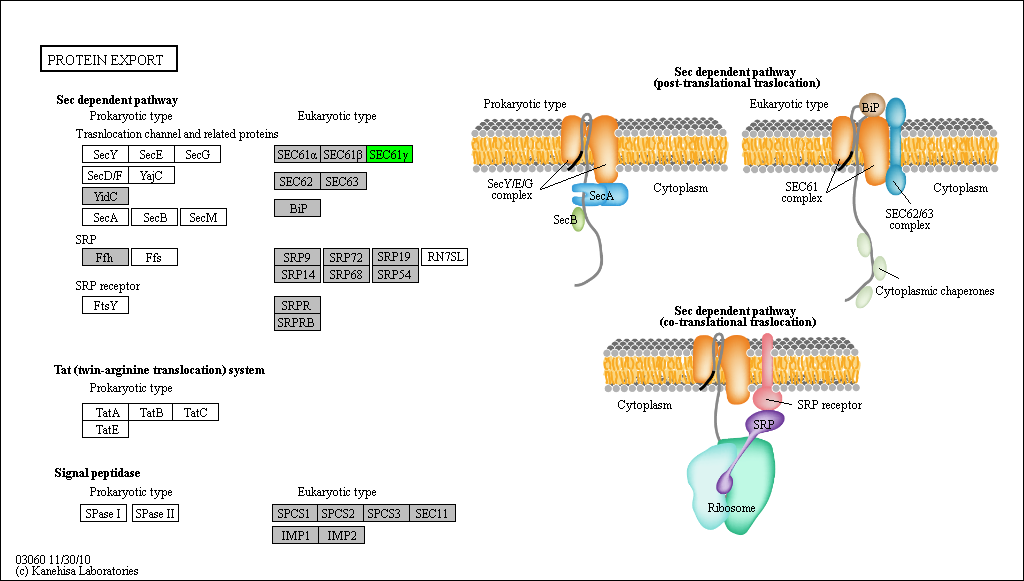 PROTEIN EXPORT
Sec dependent pathway
Prokaryotic type
Eukaryotic type
Trasnlocation channel and related proteins
SecY SecE SecG
SEC61α SEC61β SEC61γ
SecD/F YajC
SEC62 SEC63
YidC
BiP
SecA SecB SecM
SRP
Ffh Ffs
SRP9 SRP72 SRP19 RN7SL
SRP14 SRP68 SRP54
SRP receptor
FtsY
SRPR
SRPRB
Tat (twin-arginine translocation) system
Prokaryotic type
TatA TatB TatC
TatE
Signal peptidase
Prokaryotic type
Eukaryotic type
SPase I SPase II
SPCS1 SPCS2 SPCS3 SEC11
IMP1 IMP2
03060 11/30/10
(c) Kanehisa Laboratories
Sec dependent pathway
(post-translational traslocation)
Prokaryotic type
Eukaryotic type
BiP
SecY/E/G
complex
SecA
Cytoplasm
SecB
SEC61
complex
Cytoplasm
SEC62/63
complex
Cytoplasmic chaperones
Sec dependent pathway
(co-translational traslocation)
Cytoplasm
SRP receptor
SRP
Ribosome